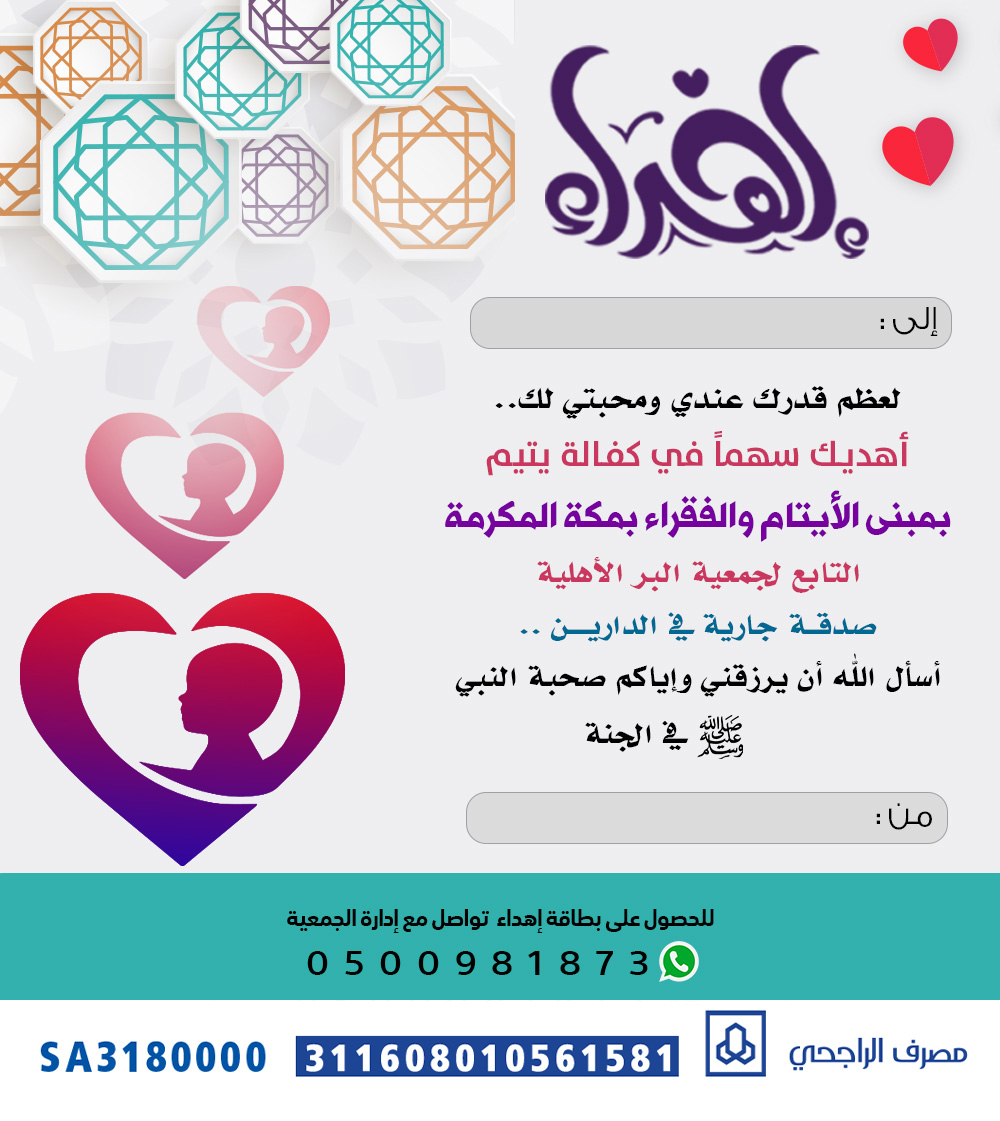 إهداء
إلى :
لعظم قدرك عندي ومحبتي لك..
أهديك سهماً في كفالة يتيم
بمبنى الأيتام والفقراء بمكة المكرمة
التابع لجمعية البر الأهلية
صدقة جارية في الدارين ..
أسأل الله أن يرزقني وإياكم صحبة النبي
ﷺ في الجنة
من :
للحصول على بطاقة إهداء تواصل مع إدارة الجمعية
0500981873
مصرف الراجحي
SA3180000 311608010561581